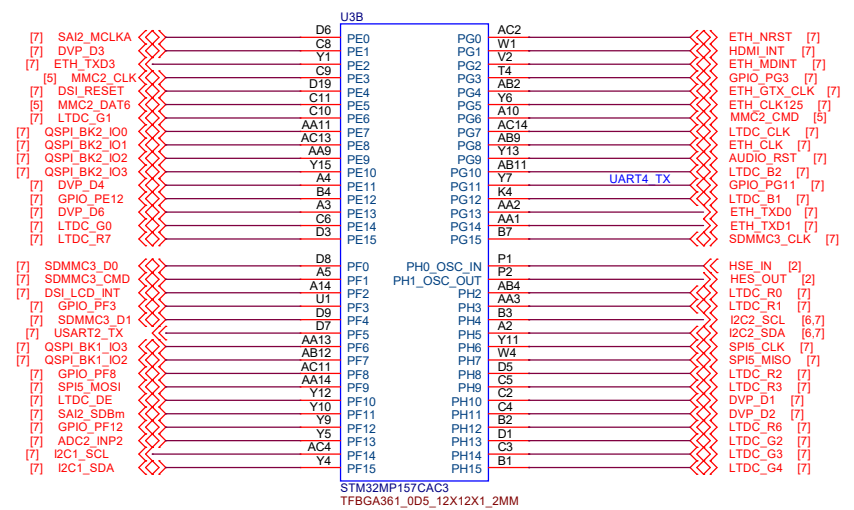 U3B
[7] SAI2_MCLKA D6 PE0 PG0 AC2 ETH_NRST [7]
[7] DVP_D3 C8 PE1 PG1 W1 HDMI_INT [7]
[7] ETH_TXD3 Y1 PE2 PG2 V2 ETH_MDINT [7]
[5] MMC2_CLK C9 PE3 PG3 T4 GPIO_PG3 [7]
[7] DSI_RESET D19 PE4 PG4 AB2 ETH_GTX_CLK [7]
[5] MMC2_DAT6 C11 PE5 PG5 Y6 ETH_CLK125 [7]
[7] LTDC_G1 C10 PE6 PG6 A10 MMC2_CMD [5]
[7] QSPI_BK2_IO0 AA11 PE7 PG7 AC14 LTDC_CLK [7]
[7] QSPI_BK2_IO1 AC13 PE8 PG8 AB9 ETH_CLK [7]
[7] QSPI_BK2_IO2 AA9 PE9 PG9 Y13 AUDIO_RST [7]
[7] QSPI_BK2_IO3 Y15 PE10 PG10 AB11 LTDC_B2 [7]
[7] DVP_D4 A4 PE11 PG11 Y7 UART4_TX GPIO_PG11 [7]
[7] GPIO_PE12 B4 PE12 PG12 K4 LTDC_B1 [7]
[7] DVP_D6 A3 PE13 PG13 AA2 ETH_TXD0 [7]
[7] LTDC_G0 C6 PE14 PG14 AA1 ETH_TXD1 [7]
[7] LTDC_R7 D3 PE15 PG15 B7 SDMMC3_CLK [7]
[7] SDMMC3_D0 D8 PF0 PH0_OSC_IN P1 HSE_IN [2]
[7] SDMMC3_CMD A5 PF1 PH1_OSC_OUT P2 HES_OUT [2]
[7] DSI_LCD_INT A14 PF2 PH2 AB4 LTDC_R0 [7]
[7] GPIO_PF3 U1 PF3 PH3 AA3 LTDC_R1 [7]
[7] SDMMC3_D1 D9 PF4 PH4 B3 I2C2_SCL [6,7]
[7] USART2_TX D7 PF5 PH5 A2 I2C2_SDA [6,7]
[7] QSPI_BK1_IO3 AA13 PF6 PH6 Y11 SPI5_CLK [7]
[7] QSPI_BK1_IO2 AB12 PF7 PH7 W4 SPI5_MISO [7]
[7] GPIO_PF8 AC11 PF8 PH8 D5 LTDC_R2 [7]
[7] SPI5_MOSI AA14 PF9 PH9 C5 LTDC_R3 [7]
[7] LTDC_DE Y12 PF10 PH10 C2 DVP_D1 [7]
[7] SAI2_SDBm Y10 PF11 PH11 C4 DVP_D2 [7]
[7] GPIO_PF12 Y9 PF12 PH12 B2 LTDC_R6 [7]
[7] ADC2_INP2 Y5 PF13 PH13 D1 LTDC_G2 [7]
[7] I2C1_SCL AC4 PF14 PH14 C3 LTDC_G3 [7]
[7] I2C1_SDA Y4 PF15 PH15 B1 LTDC_G4 [7]
STM32MP157CAC3
TFBGA361_0D5_12X12X1_2MM